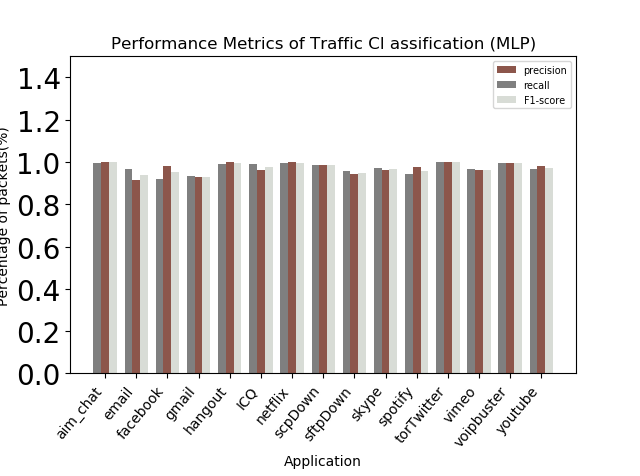 Performance Metrics of Traffic CI assification (MLP)
precision
recall
F1-score
1.4
1.2
1.0
0.8
0.6
0.4
0.2
0.0
Percentage of packets(%)
aim_chat
email
facebook
gmail
hangout
ICQ
netflix
scpDown
sftpDown
skype
spotify
torTwitter
vimeo
voipbuster
youtube
Application